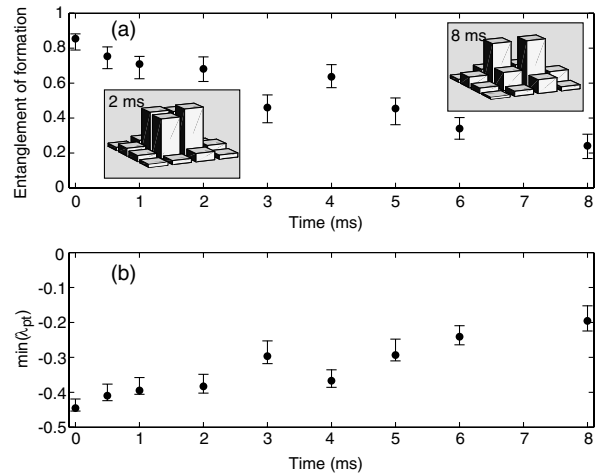 Entanglement of formation
1
0.8
0.6
0.4
0.2
0
(a)
2 ms
8 ms
0 1 2 3 4 5 6 7 8
Time (ms)
min(λpt)
0
-0.1
-0.2
-0.3
-0.4
-0.5
(b)
0 1 2 3 4 5 6 7 8
Time (ms)